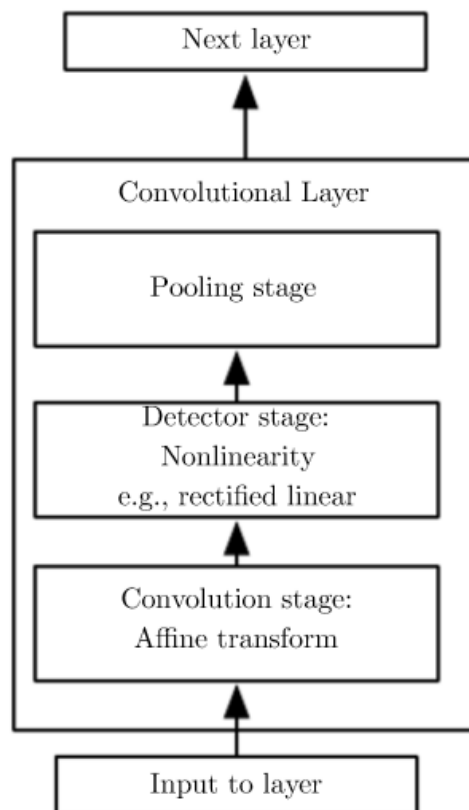 Next layer
Convolutional Layer
Pooling stage
Detector stage:
Nonlinearity
e.g., rectified linear
Convolution stage:
Affine transform
Input to layer